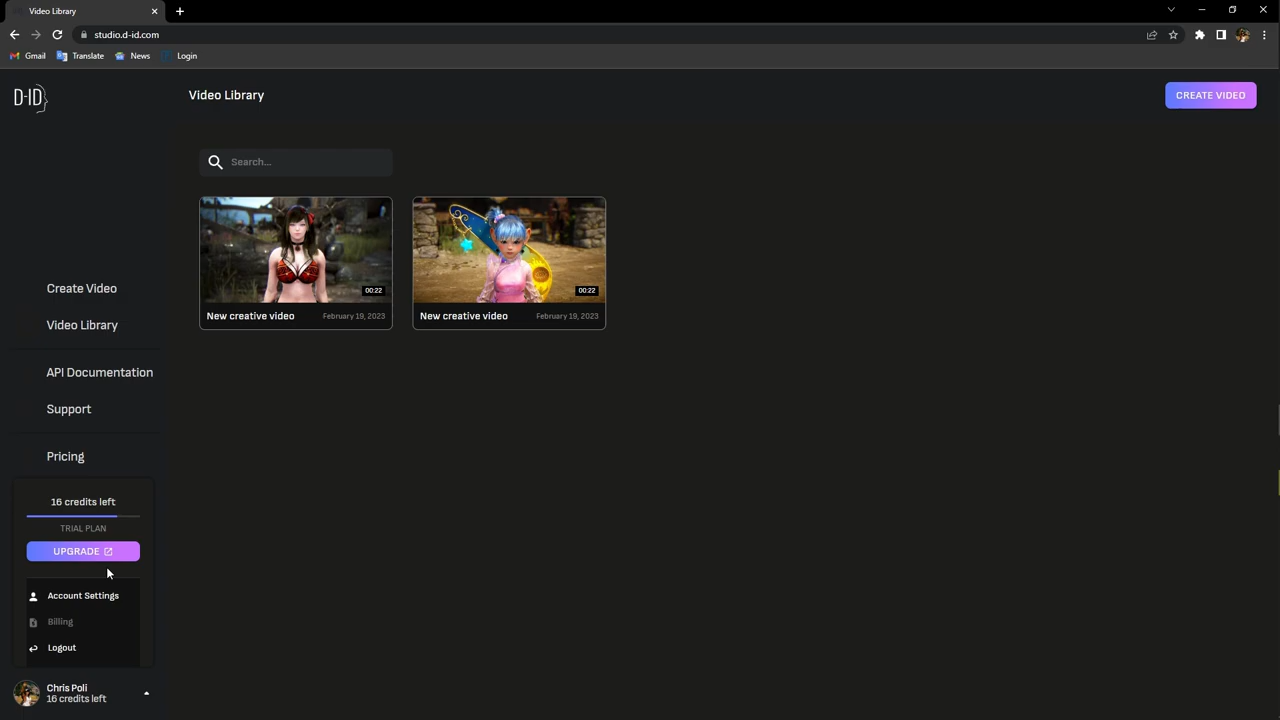 Video Library
studio.d-id.com
Gmail Translate News Login
D-ID
Video Library
CREATE VIDEO
Search...
00:22
00:22
New creative video February 19, 2023
New creative video February 19, 2023
Create Video
Video Library
API Documentation
Support
Pricing
16 credits left
TRIAL PLAN
UPGRADE
Account Settings
Billing
Logout
Chris Poli
16 credits left